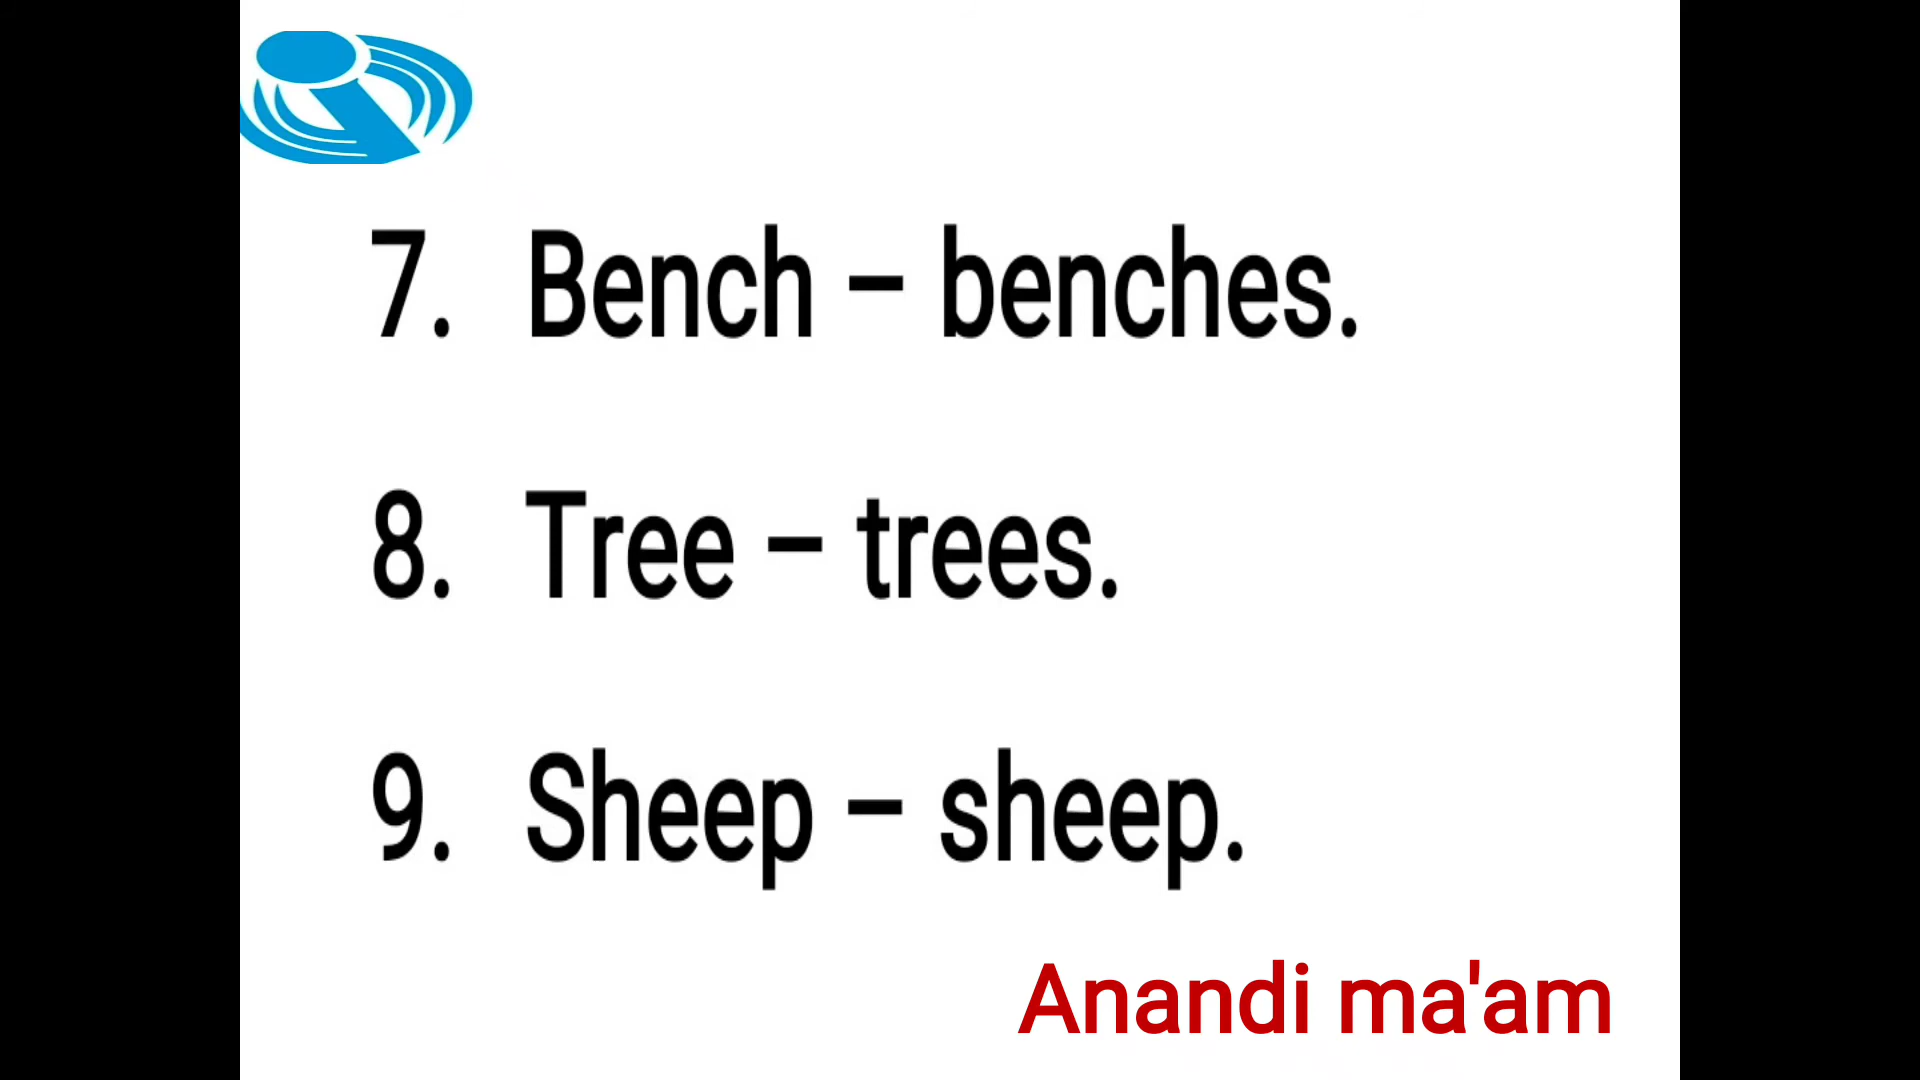 7. Bench – benches.
8. Tree – trees.
9. Sheep – sheep.
Anandi ma'am